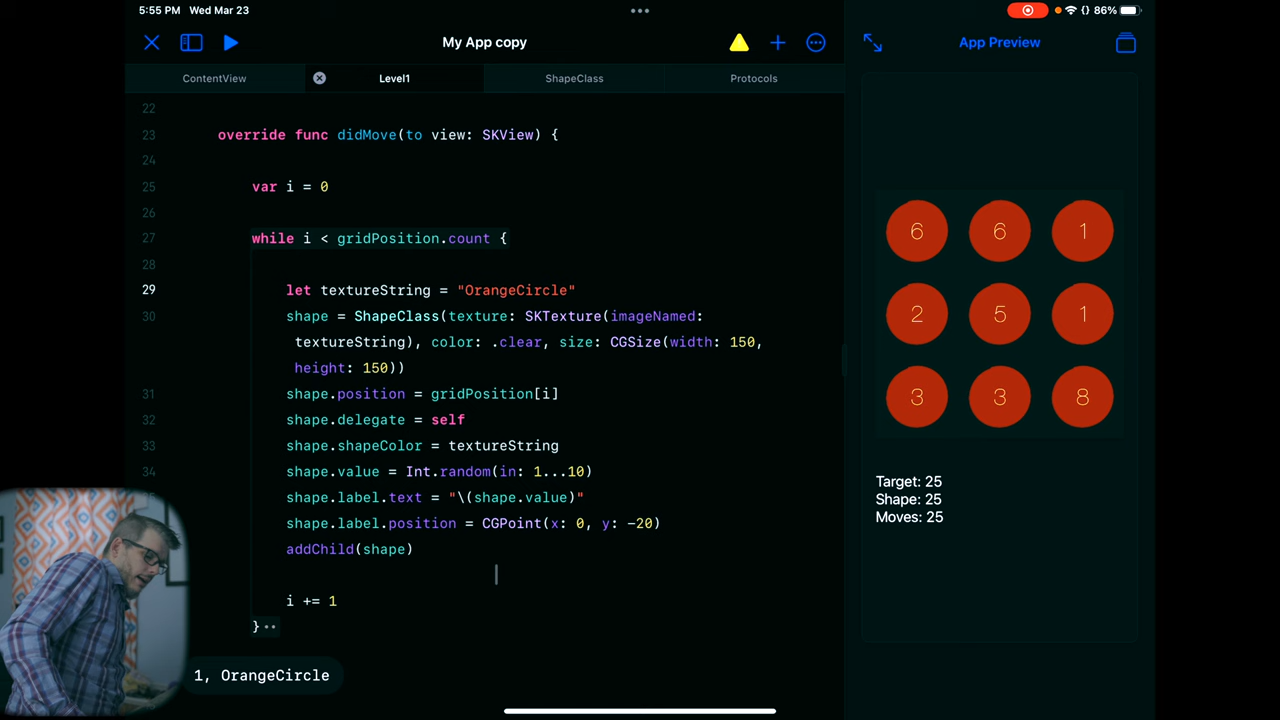 5:55 PM Wed Mar 23
86%
My App copy
App Preview
ContentView
Level1
ShapeClass
Protocols
22
23 override func didMove(to view: SKView) {
24
25 var i = 0
26
27 while i < gridPosition.count {
28
29 let textureString = "OrangeCircle"
30 shape = ShapeClass(texture: SKTexture(imageNamed:
textureString), color: .clear, size: CGSize(width: 150,
height: 150))
31 shape.position = gridPosition[i]
32 shape.delegate = self
33 shape.shapeColor = textureString
34 shape.value = Int.random(in: 1...10)
shape.label.text = "\(shape.value)"
shape.label.position = CGPoint(x: 0, y: -20)
addChild(shape)
i += 1
}
1, OrangeCircle
6 6 1
2 5 1
3 3 8
Target: 25
Shape: 25
Moves: 25